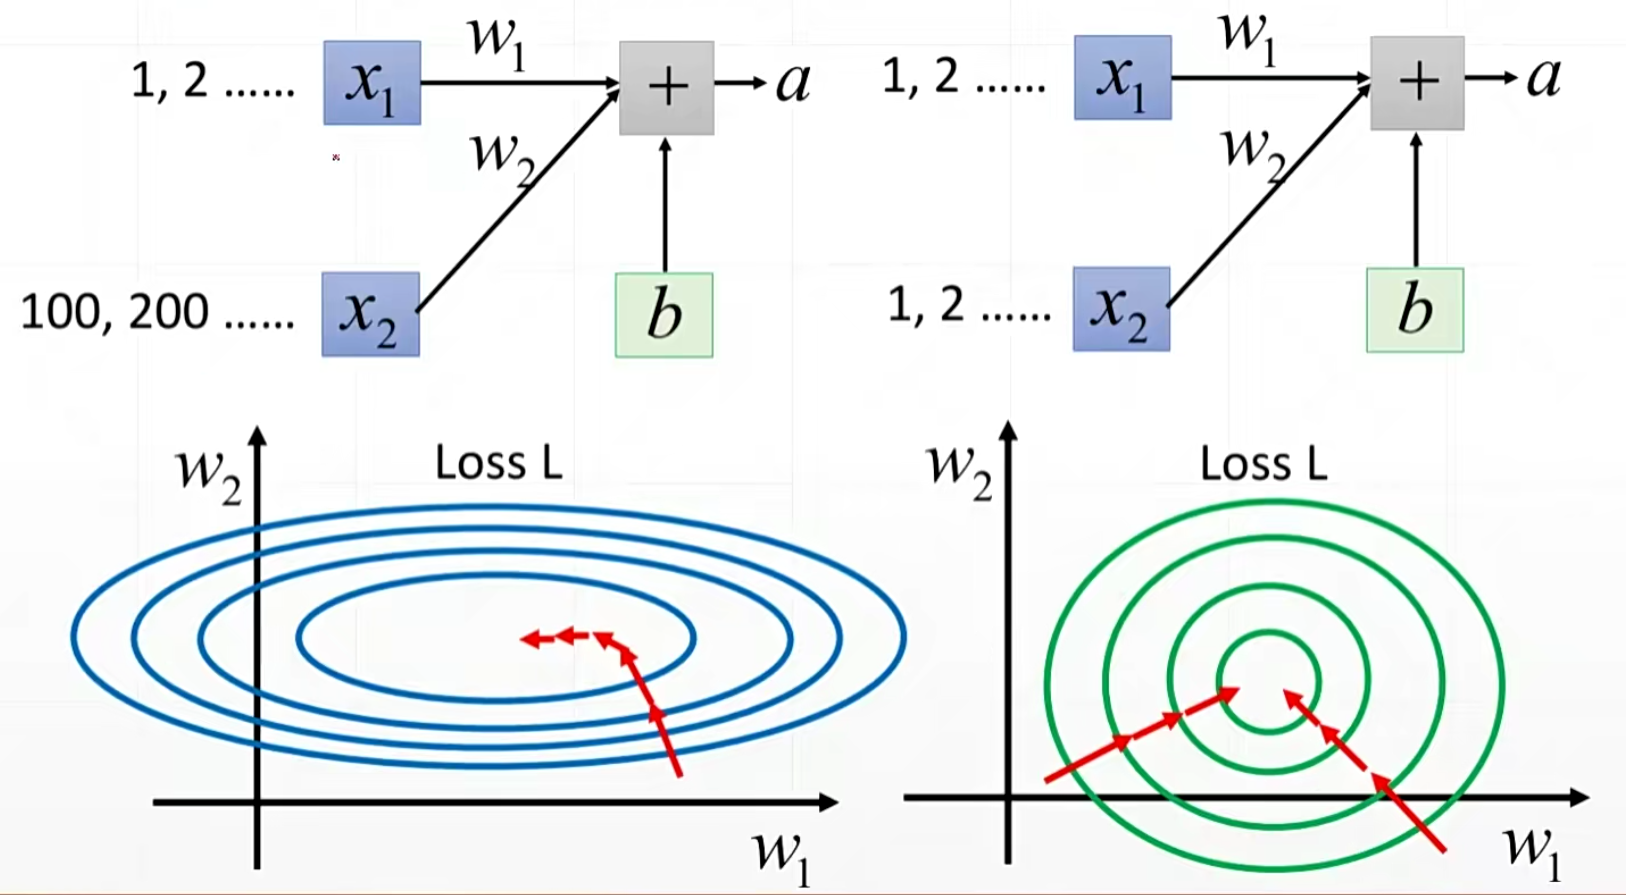 1, 2 ...... x₁ w₁ + → a
w₂
100, 200 ...... x₂ b
1, 2 ...... x₁ w₁ + → a
w₂
1, 2 ...... x₂ b
w₂ Loss L
w₁
w₂ Loss L
w₁